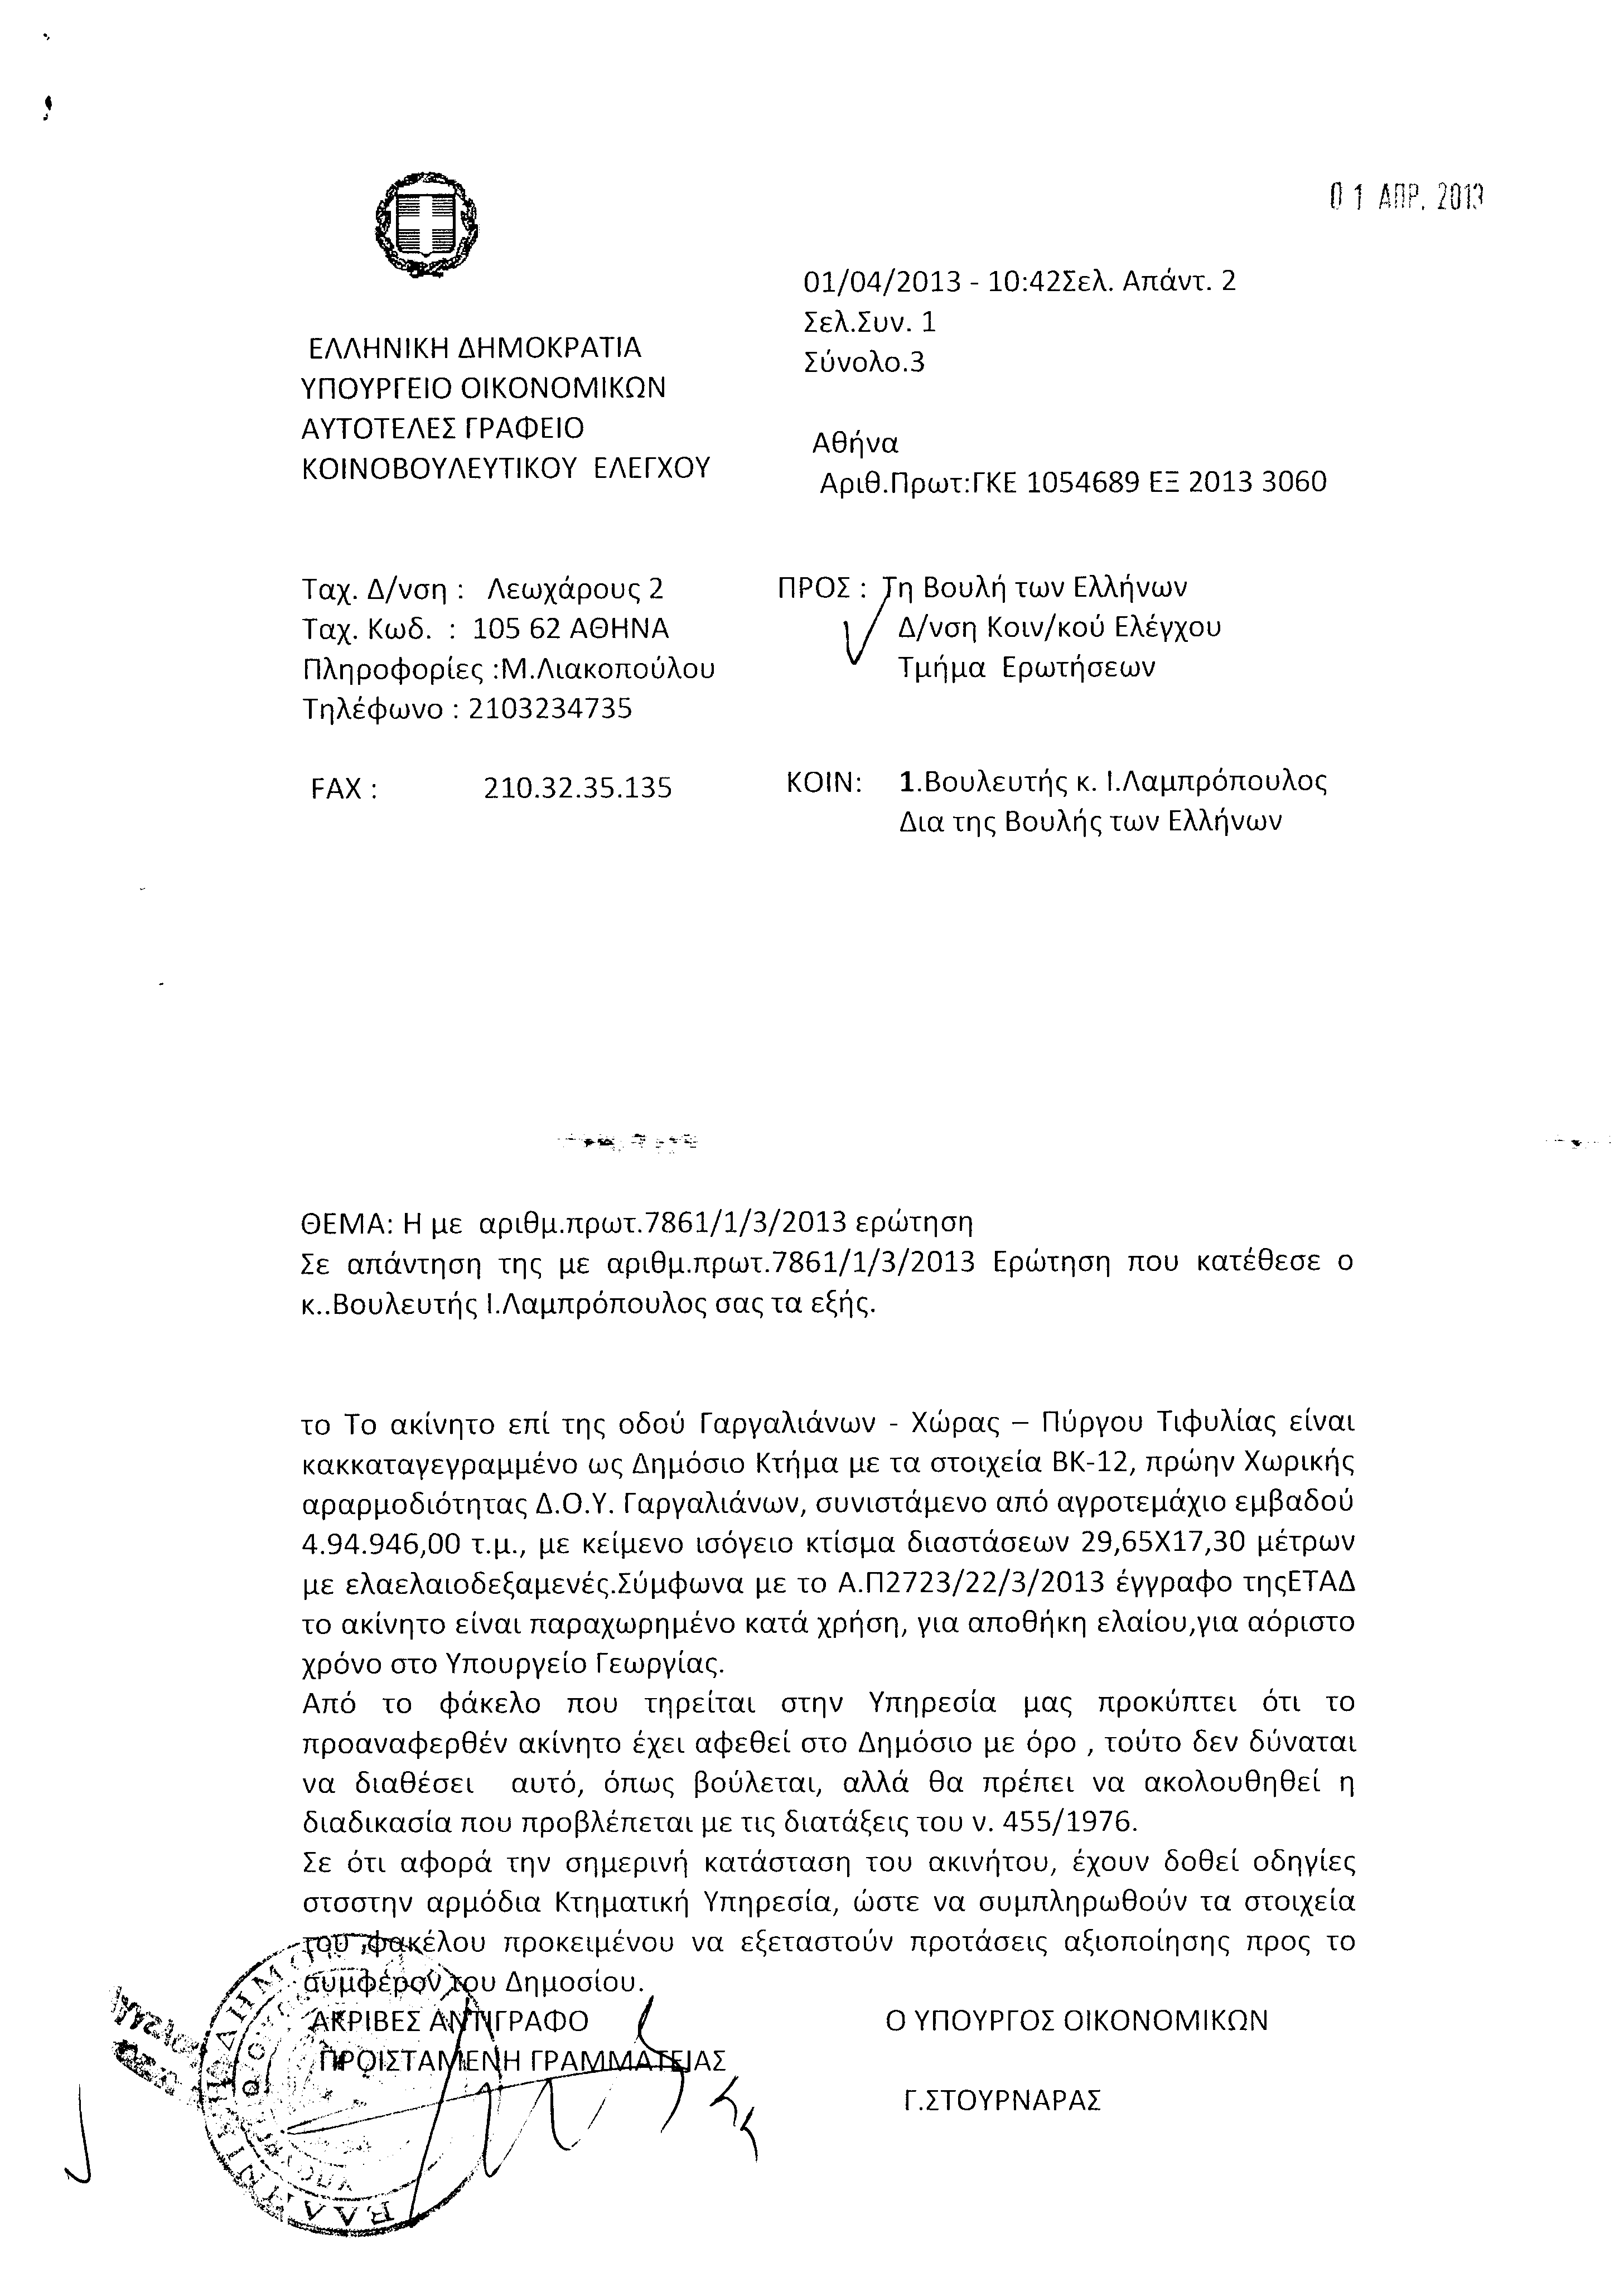 0 1 ΑΠΡ. 2013
01/04/2013 - 10:42Σελ. Απάντ. 2
Σελ.Συν. 1
Σύνολο.3
ΕΛΛΗΝΙΚΗ ΔΗΜΟΚΡΑΤΙΑ
ΥΠΟΥΡΓΕΙΟ ΟΙΚΟΝΟΜΙΚΩΝ
ΑΥΤΟΤΕΛΕΣ ΓΡΑΦΕΙΟ
ΚΟΙΝΟΒΟΥΛΕΥΤΙΚΟΥ ΕΛΕΓΧΟΥ
Αθήνα
Αριθ.Πρωτ:ΓΚΕ 1054689 ΕΞ 2013 3060
Ταχ. Δ/νση : Λεωχάρους 2
Ταχ. Κωδ. : 105 62 ΑΘΗΝΑ
Πληροφορίες :Μ.Λιακοπούλου
Τηλέφωνο : 2103234735
FAX : 210.32.35.135
ΠΡΟΣ : Τη Βουλή των Ελλήνων
Δ/νση Κοιν/κού Ελέγχου
Τμήμα Ερωτήσεων
ΚΟΙΝ: 1.Βουλευτής κ. Ι.Λαμπρόπουλος
Δια της Βουλής των Ελλήνων
ΘΕΜΑ: Η με αριθμ.πρωτ.7861/1/3/2013 ερώτηση
Σε απάντηση της με αριθμ.πρωτ.7861/1/3/2013 Ερώτηση που κατέθεσε ο
κ..Βουλευτής Ι.Λαμπρόπουλος σας τα εξής.
το Το ακίνητο επί της οδού Γαργαλιάνων - Χώρας – Πύργου Τιφυλίας είναι
κακκαταγεγραμμένο ως Δημόσιο Κτήμα με τα στοιχεία ΒΚ-12, πρώην Χωρικής
αραρμοδιότητας Δ.Ο.Υ. Γαργαλιάνων, συνιστάμενο από αγροτεμάχιο εμβαδού
4.94.946,00 τ.μ., με κείμενο ισόγειο κτίσμα διαστάσεων 29,65Χ17,30 μέτρων
με ελαελαιοδεξαμενές.Σύμφωνα με το Α.Π2723/22/3/2013 έγγραφο τηςΕΤΑΔ
το ακίνητο είναι παραχωρημένο κατά χρήση, για αποθήκη ελαίου,για αόριστο
χρόνο στο Υπουργείο Γεωργίας.
Από το φάκελο που τηρείται στην Υπηρεσία μας προκύπτει ότι το
προαναφερθέν ακίνητο έχει αφεθεί στο Δημόσιο με όρο , τούτο δεν δύναται
να διαθέσει αυτό, όπως βούλεται, αλλά θα πρέπει να ακολουθηθεί η
διαδικασία που προβλέπεται με τις διατάξεις του ν. 455/1976.
Σε ότι αφορά την σημερινή κατάσταση του ακινήτου, έχουν δοθεί οδηγίες
στσστην αρμόδια Κτηματική Υπηρεσία, ώστε να συμπληρωθούν τα στοιχεία
του φακέλου προκειμένου να εξεταστούν προτάσεις αξιοποίησης προς το
συμφέρον του Δημοσίου.
ΑΚΡΙΒΕΣ ΑΝΤΙΓΡΑΦΟ
ΠΡΟΙΣΤΑΜΕΝΗ ΓΡΑΜΜΑΤΕΙΑΣ
Ο ΥΠΟΥΡΓΟΣ ΟΙΚΟΝΟΜΙΚΩΝ
Γ.ΣΤΟΥΡΝΑΡΑΣ